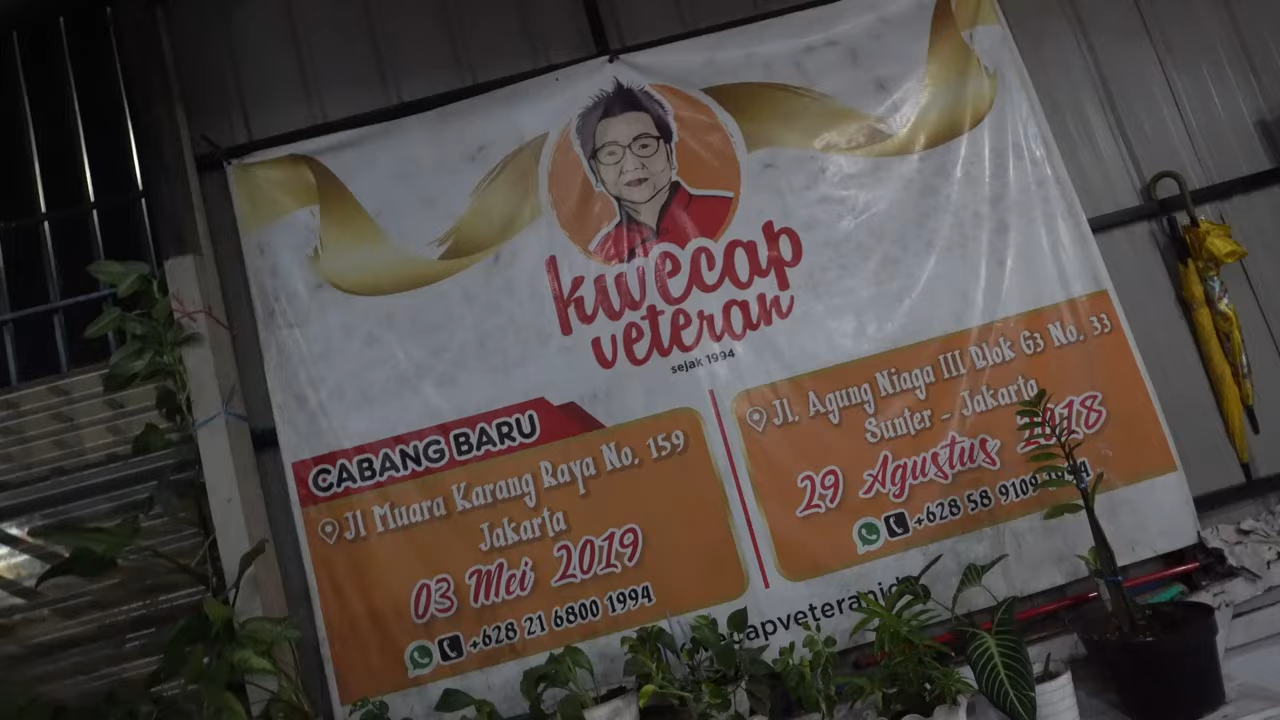 kwecap
veteran
sejak 1994
CABANG BARU
Jl Muara Karang Raya No. 159
Jakarta
03 Mei 2019
+628 21 6800 1994
Jl. Agung Niaga III Blok G3 No. 33
Sunter - Jakarta
29 Agustus 2018
+628 58 9109